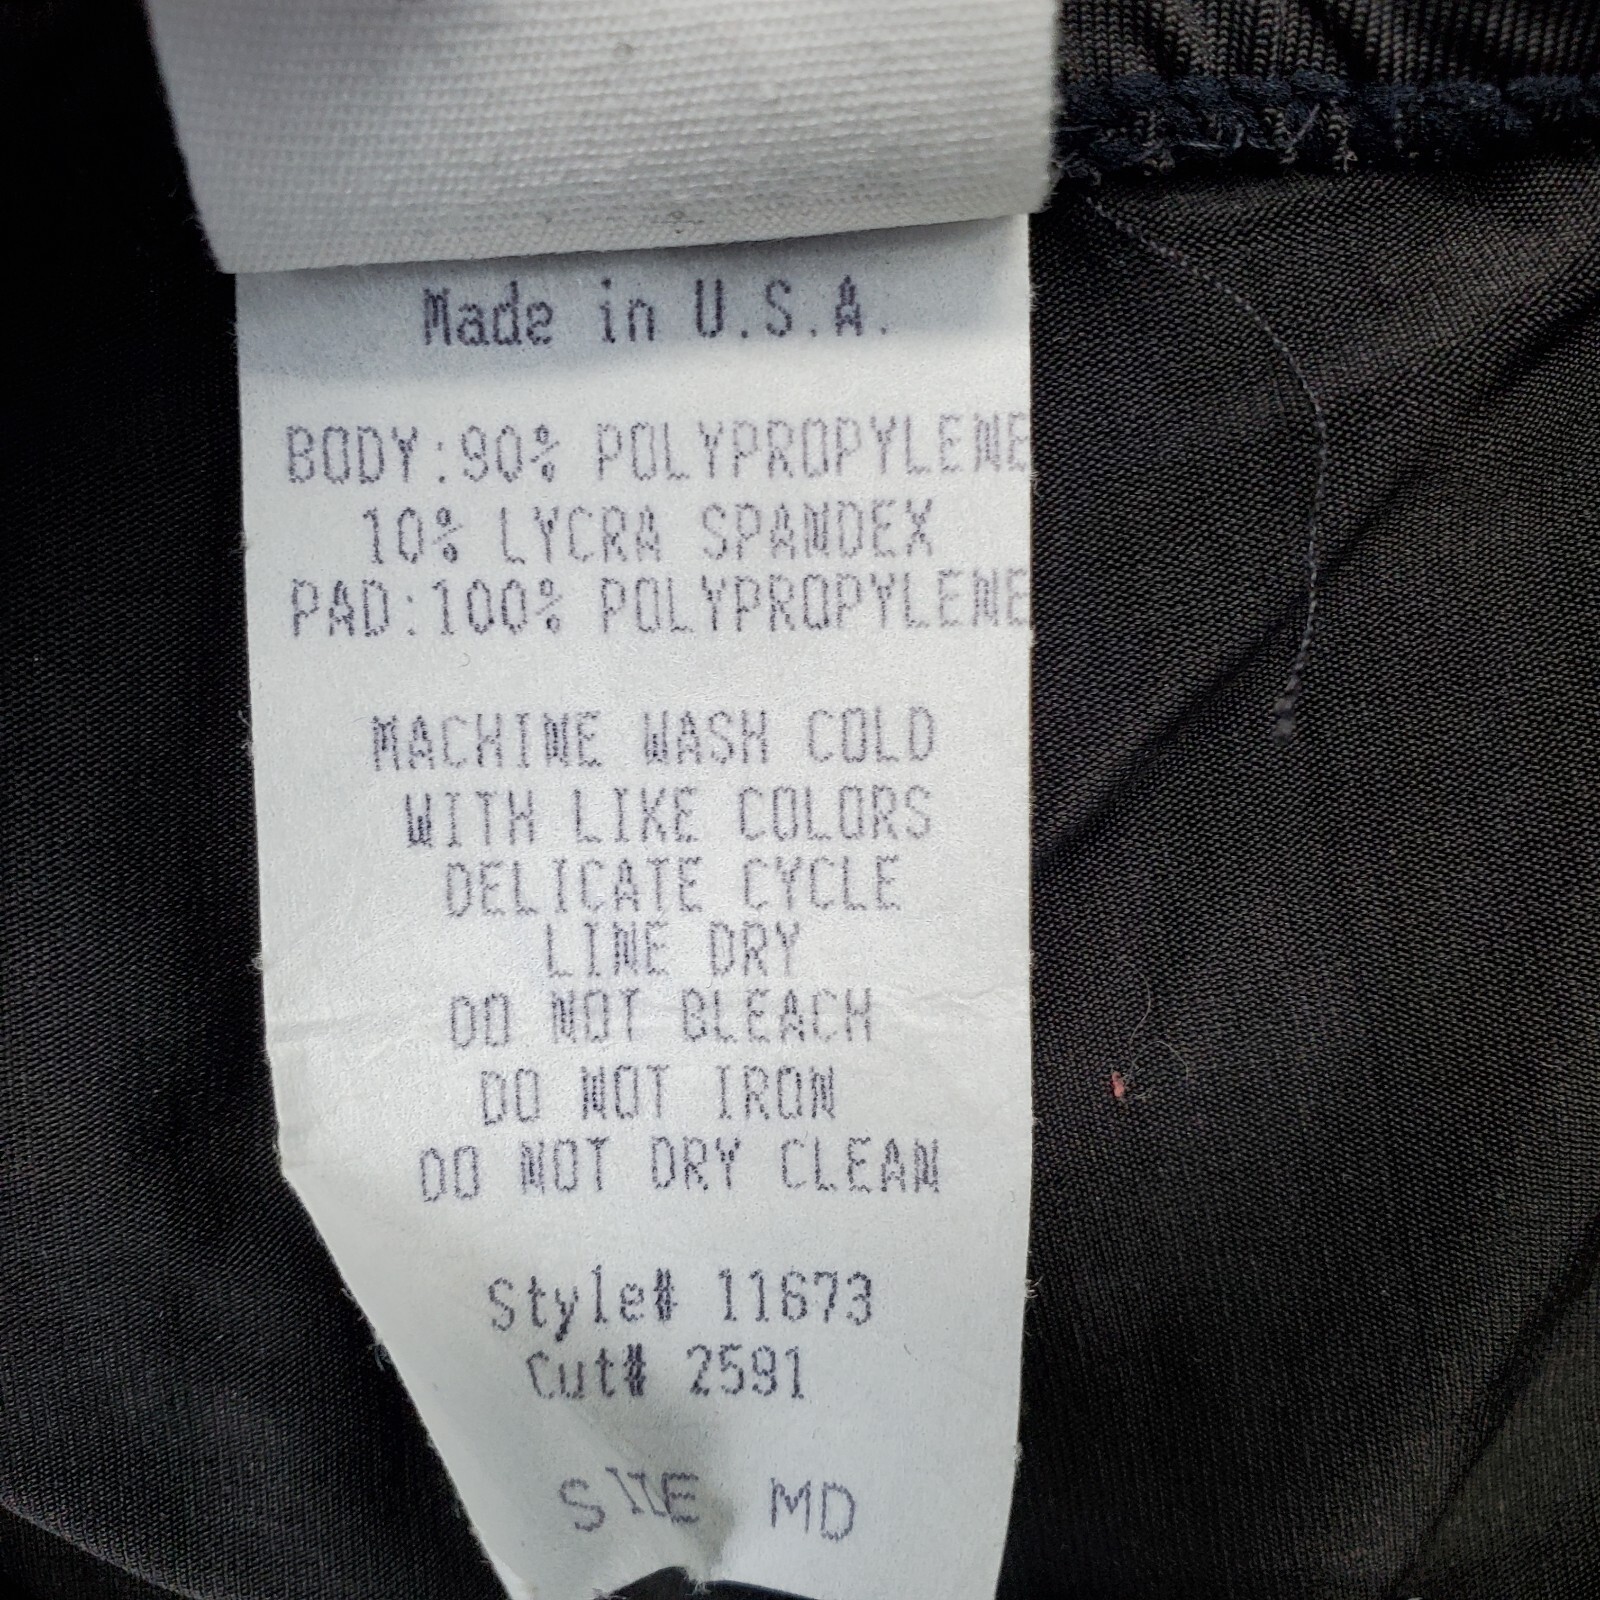 Made in U.S.A.
BODY:90% POLYPROPYLENE
10% LYCRA SPANDEX
PAD:100% POLYPROPYLENE
MACHINE WASH COLD
WITH LIKE COLORS
DELICATE CYCLE
LINE DRY
DO NOT BLEACH
DO NOT IRON
DO NOT DRY CLEAN
Style# 11673
Cut# 2591
SIZE MD